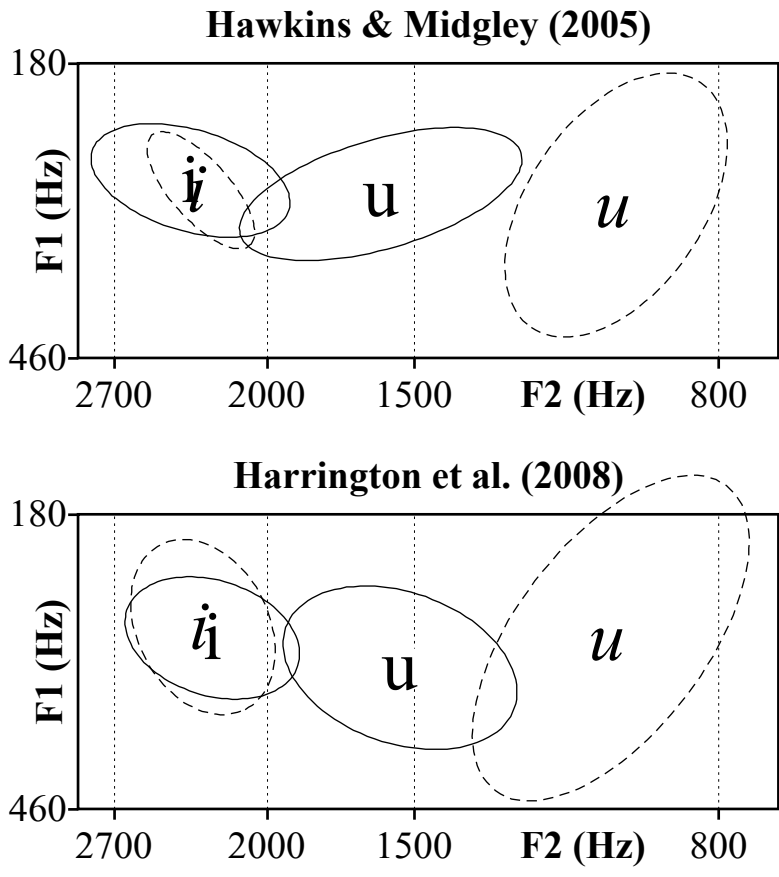 Hawkins & Midgley (2005)
180
i i u u
F1 (Hz)
460
2700 2000 1500 F2 (Hz) 800
Harrington et al. (2008)
180
i i u u
F1 (Hz)
460
2700 2000 1500 F2 (Hz) 800